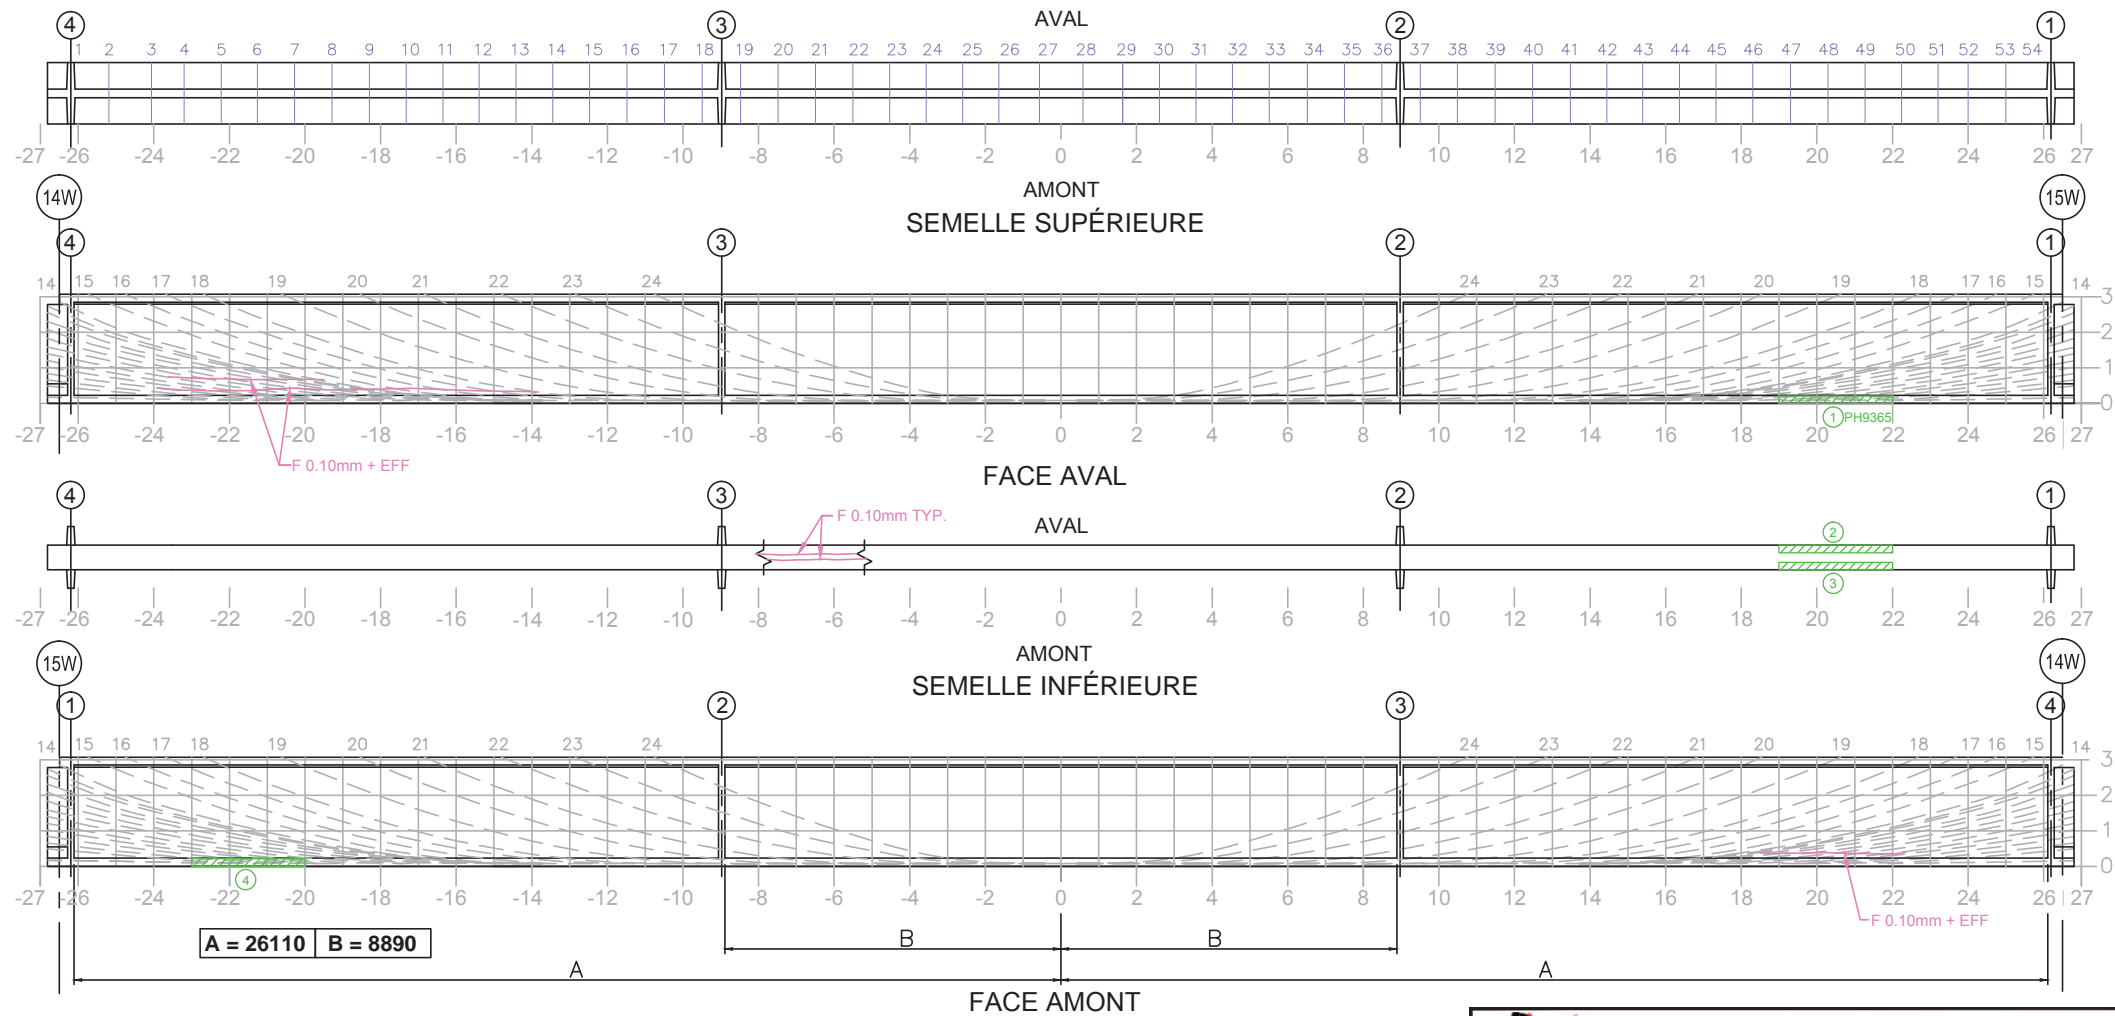 4 3 AVAL 2 1
1 2 3 4 5 6 7 8 9 10 11 12 13 14 15 16 17 18 19 20 21 22 23 24 25 26 27 28 29 30 31 32 33 34 35 36 37 38 39 40 41 42 43 44 45 46 47 48 49 50 51 52 53 54
-27 -26 -24 -22 -20 -18 -16 -14 -12 -10 -8 -6 -4 -2 0 2 4 6 8 10 12 14 16 18 20 22 24 26 27
14W AMONT 15W
SEMELLE SUPÉRIEURE
4 3 2 1
14 15 16 17 18 19 20 21 22 23 24 24 23 22 21 20 19 18 17 16 15 14
3
2
1
0
1 PH9365
-27 -26 -24 -22 -20 -18 -16 -14 -12 -10 -8 -6 -4 -2 0 2 4 6 8 10 12 14 16 18 20 22 24 26 27
F 0.10mm + EFF
FACE AVAL
4 3 2 1
F 0.10mm TYP.
AVAL
2
3
-27 -26 -24 -22 -20 -18 -16 -14 -12 -10 -8 -6 -4 -2 0 2 4 6 8 10 12 14 16 18 20 22 24 26 27
15W AMONT 14W
SEMELLE INFÉRIEURE
1 2 3 4
14 15 16 17 18 19 20 21 22 23 24 24 23 22 21 20 19 18 17 16 15 14
3
2
1
0
4
-27 -26 -24 -22 -20 -18 -16 -14 -12 -10 -8 -6 -4 -2 0 2 4 6 8 10 12 14 16 18 20 22 24 26 27
F 0.10mm + EFF
A = 26110 B = 8890
B B
A A
FACE AMONT